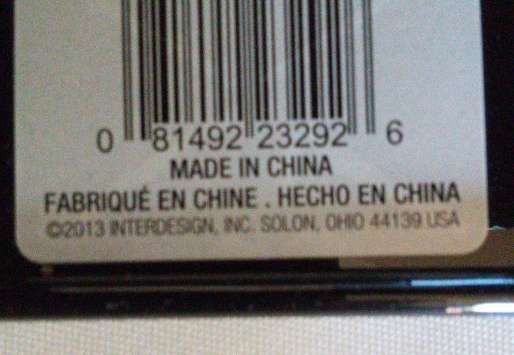 0 81492 23292 6
MADE IN CHINA
FABRIQUÉ EN CHINE . HECHO EN CHINA
©2013 INTERDESIGN, INC. SOLON, OHIO 44139 USA